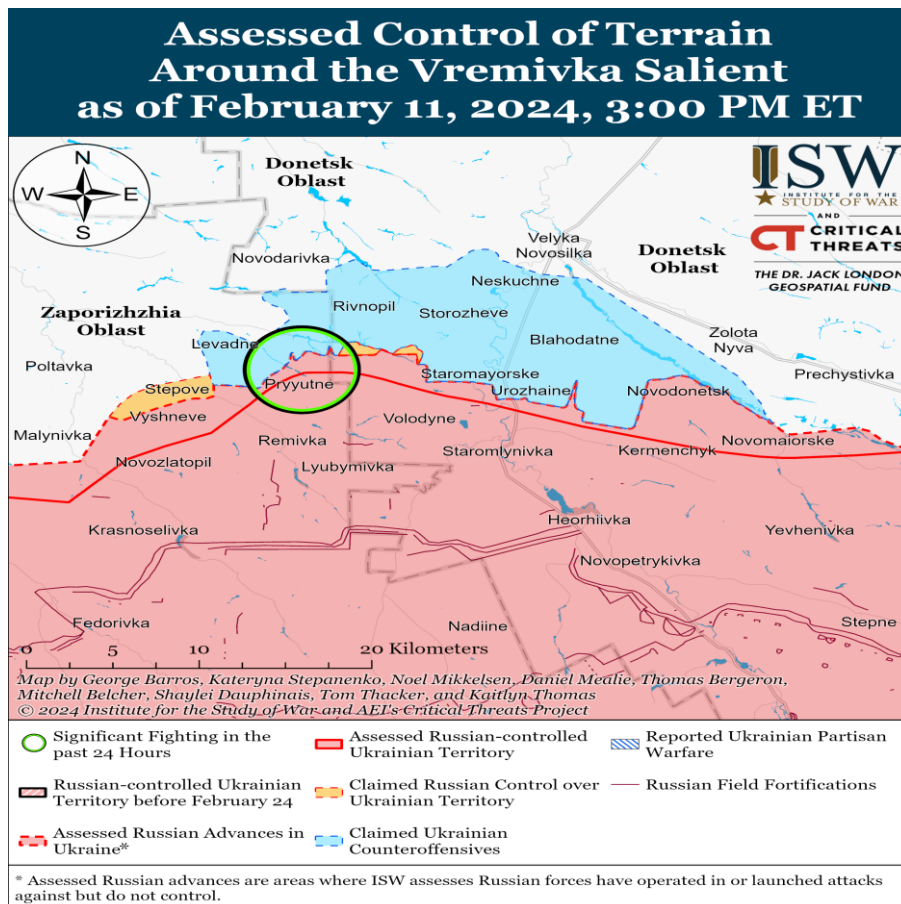 Assessed Control of Terrain
Around the Vremivka Salient
as of February 11, 2024, 3:00 PM ET
N
W E
S
Donetsk
Oblast
ISW
INSTITUTE FOR THE
STUDY OF WAR
AND
CT CRITICAL
THREATS
THE DR. JACK LONDON
GEOSPATIAL FUND
Velyka
Novosilka
Donetsk
Oblast
Novodarivka
Neskuchne
Rivnopil
Zaporizhzhia
Oblast
Storozheve
Levadne
Blahodatne
Zolota
Nyva
Poltavka
Staromayorske
Prechystivka
Stepove
Pryyutne
Urozhaine
Novodonetsk
Vyshneve
Volodyne
Malynivka
Remivka
Novomaiorske
Staromlynivka
Kermenchyk
Novozlatopil
Lyubymivka
Krasnoselivka
Heorhiivka
Yevhenivka
Novopetrykivka
Fedorivka
Nadiine
Stepne
0 5 10 20 Kilometers
Map by George Barros, Kateryna Stepanenko, Noel Mikkelsen, Daniel Mealie, Thomas Bergeron,
Mitchell Belcher, Shaylei Dauphinais, Tom Thacker, and Kaitlyn Thomas
© 2024 Institute for the Study of War and AEI's Critical Threats Project
Significant Fighting in the
past 24 Hours
Assessed Russian-controlled
Ukrainian Territory
Reported Ukrainian Partisan
Warfare
Russian-controlled Ukrainian
Territory before February 24
Claimed Russian Control over
Ukrainian Territory
Russian Field Fortifications
Assessed Russian Advances in
Ukraine*
Claimed Ukrainian
Counteroffensives
* Assessed Russian advances are areas where ISW assesses Russian forces have operated in or launched attacks
against but do not control.